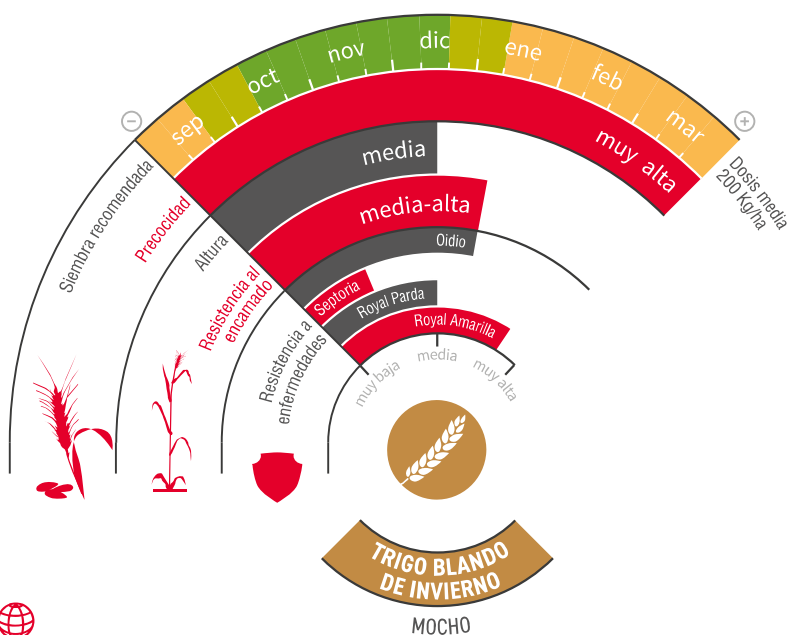 sep
oct
nov
dic
ene
feb
mar
−
+
Siembra recomendada
Dosis media
200 Kg/ha
Precocidad
muy alta
Altura
media
Resistencia al
encamado
media-alta
Resistencia a
enfermedades
Oidio
Septoria
Royal Parda
Royal Amarilla
muy baja
media
muy alta
TRIGO BLANDO
DE INVIERNO
MOCHO